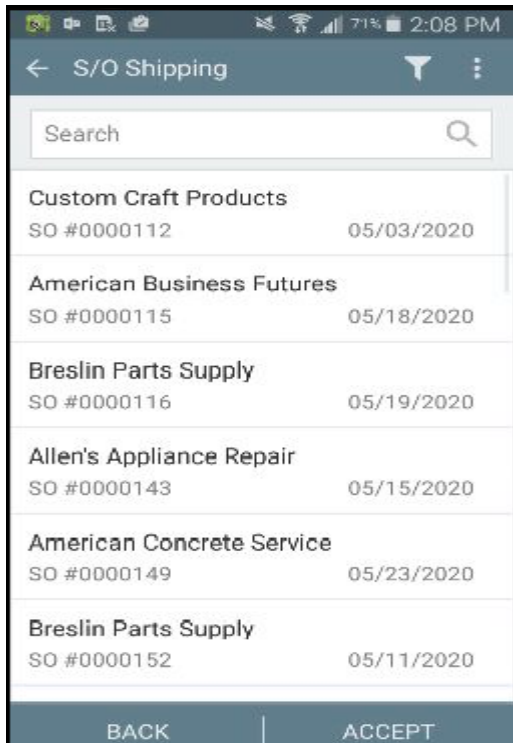 71% 2:08 PM
S/O Shipping
Search
Custom Craft Products
SO #0000112 05/03/2020
American Business Futures
SO #0000115 05/18/2020
Breslin Parts Supply
SO #0000116 05/19/2020
Allen's Appliance Repair
SO #0000143 05/15/2020
American Concrete Service
SO #0000149 05/23/2020
Breslin Parts Supply
SO #0000152 05/11/2020
BACK ACCEPT